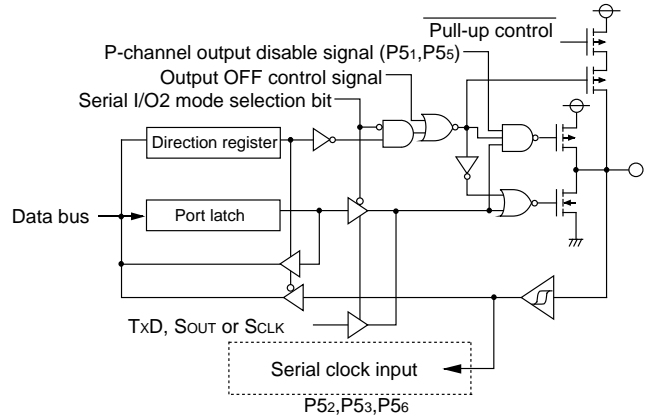 Pull-up control
P-channel output disable signal (P51,P55)
Output OFF control signal
Serial I/O2 mode selection bit
Direction register
Data bus
Port latch
TxD, SOUT or SCLK
Serial clock input
P52,P53,P56